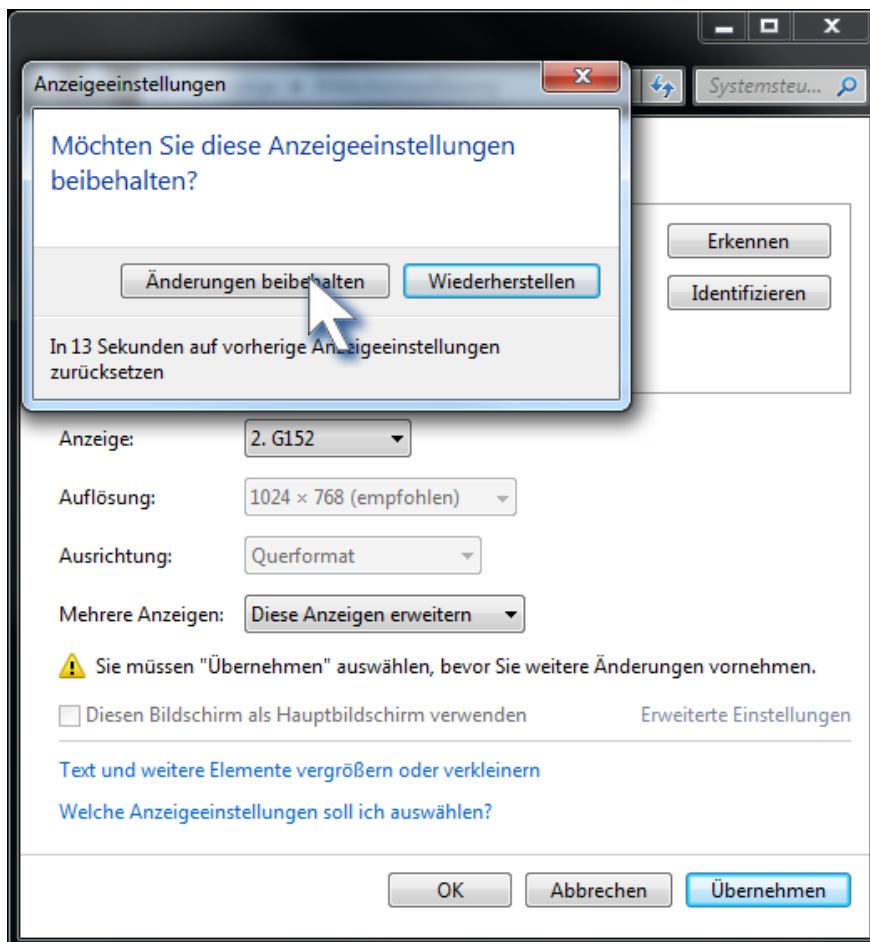 Systemsteu...
Anzeigeeinstellungen
Möchten Sie diese Anzeigeeinstellungen
beibehalten?
Änderungen beibehalten
Wiederherstellen
In 13 Sekunden auf vorherige Anzeigeeinstellungen
zurücksetzen
Erkennen
Identifizieren
Anzeige: 2. G152
Auflösung: 1024 × 768 (empfohlen)
Ausrichtung: Querformat
Mehrere Anzeigen: Diese Anzeigen erweitern
Sie müssen "Übernehmen" auswählen, bevor Sie weitere Änderungen vornehmen.
Diesen Bildschirm als Hauptbildschirm verwenden Erweiterte Einstellungen
Text und weitere Elemente vergrößern oder verkleinern
Welche Anzeigeeinstellungen soll ich auswählen?
OK Abbrechen Übernehmen